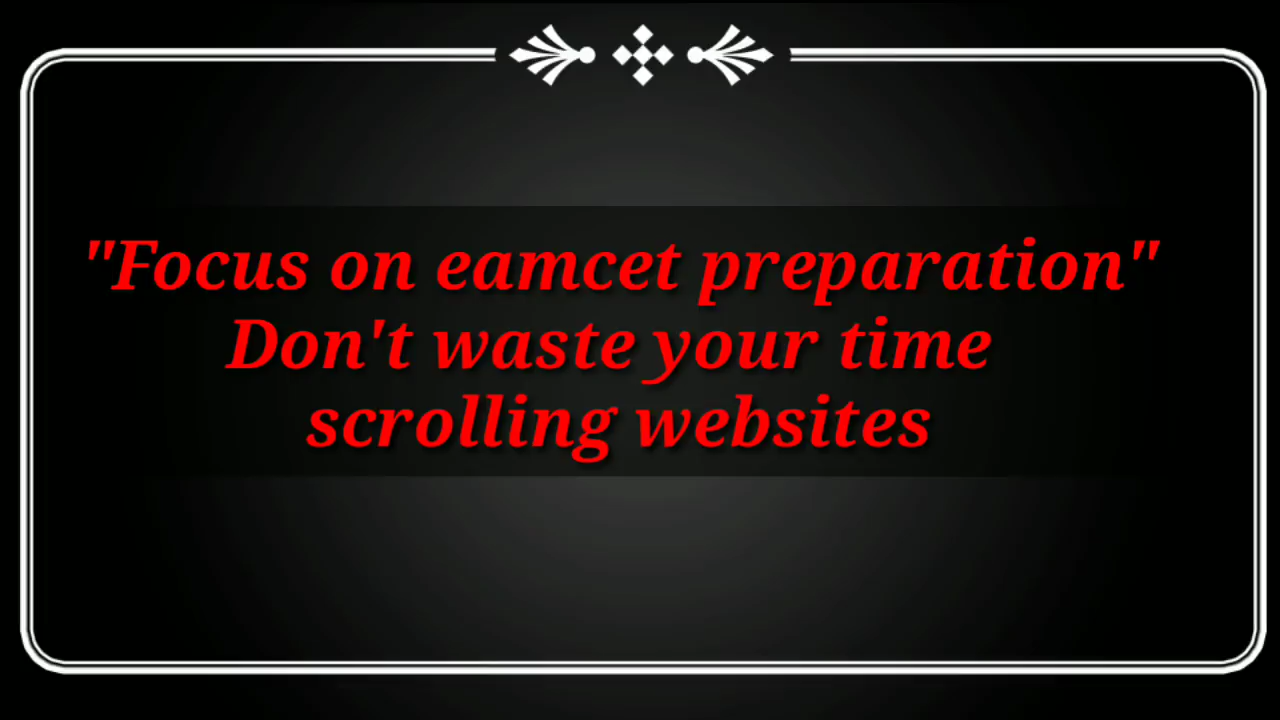 "Focus on eamcet preparation"
Don't waste your time
scrolling websites